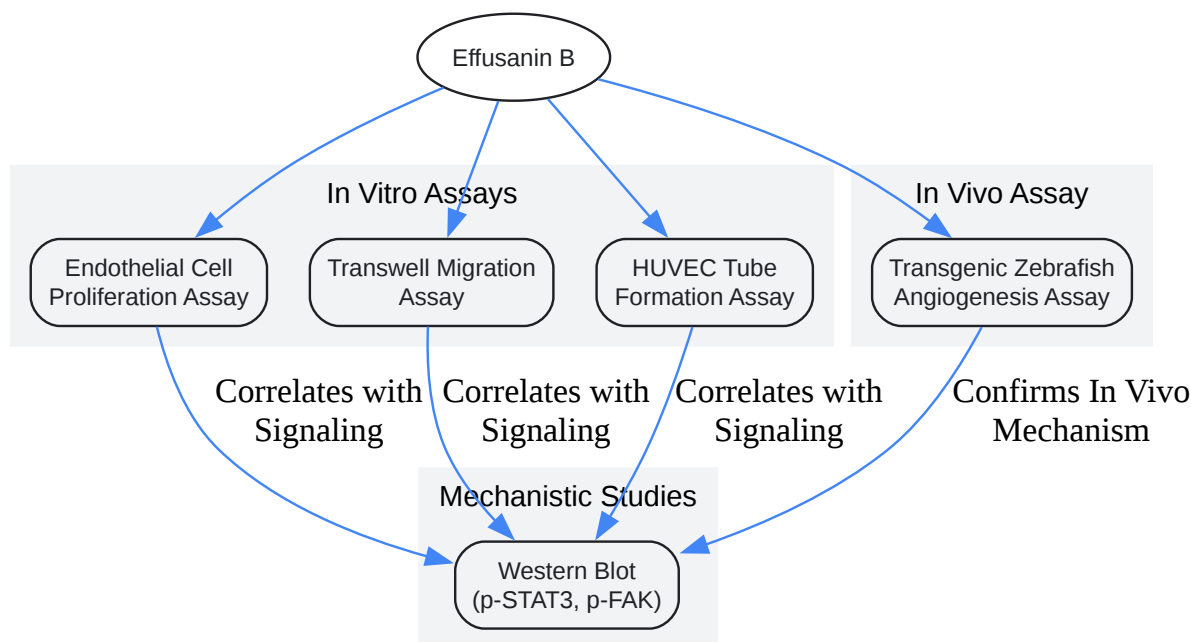 Effusanin B
In Vitro Assays
In Vivo Assay
Endothelial Cell
Proliferation Assay
Transwell Migration
Assay
HUVEC Tube
Formation Assay
Transgenic Zebrafish
Angiogenesis Assay
Correlates with
Signaling
Correlates with
Signaling
Correlates with
Signaling
Confirms In Vivo
Mechanism
Mechanistic Studies
Western Blot
(p-STAT3, p-FAK)